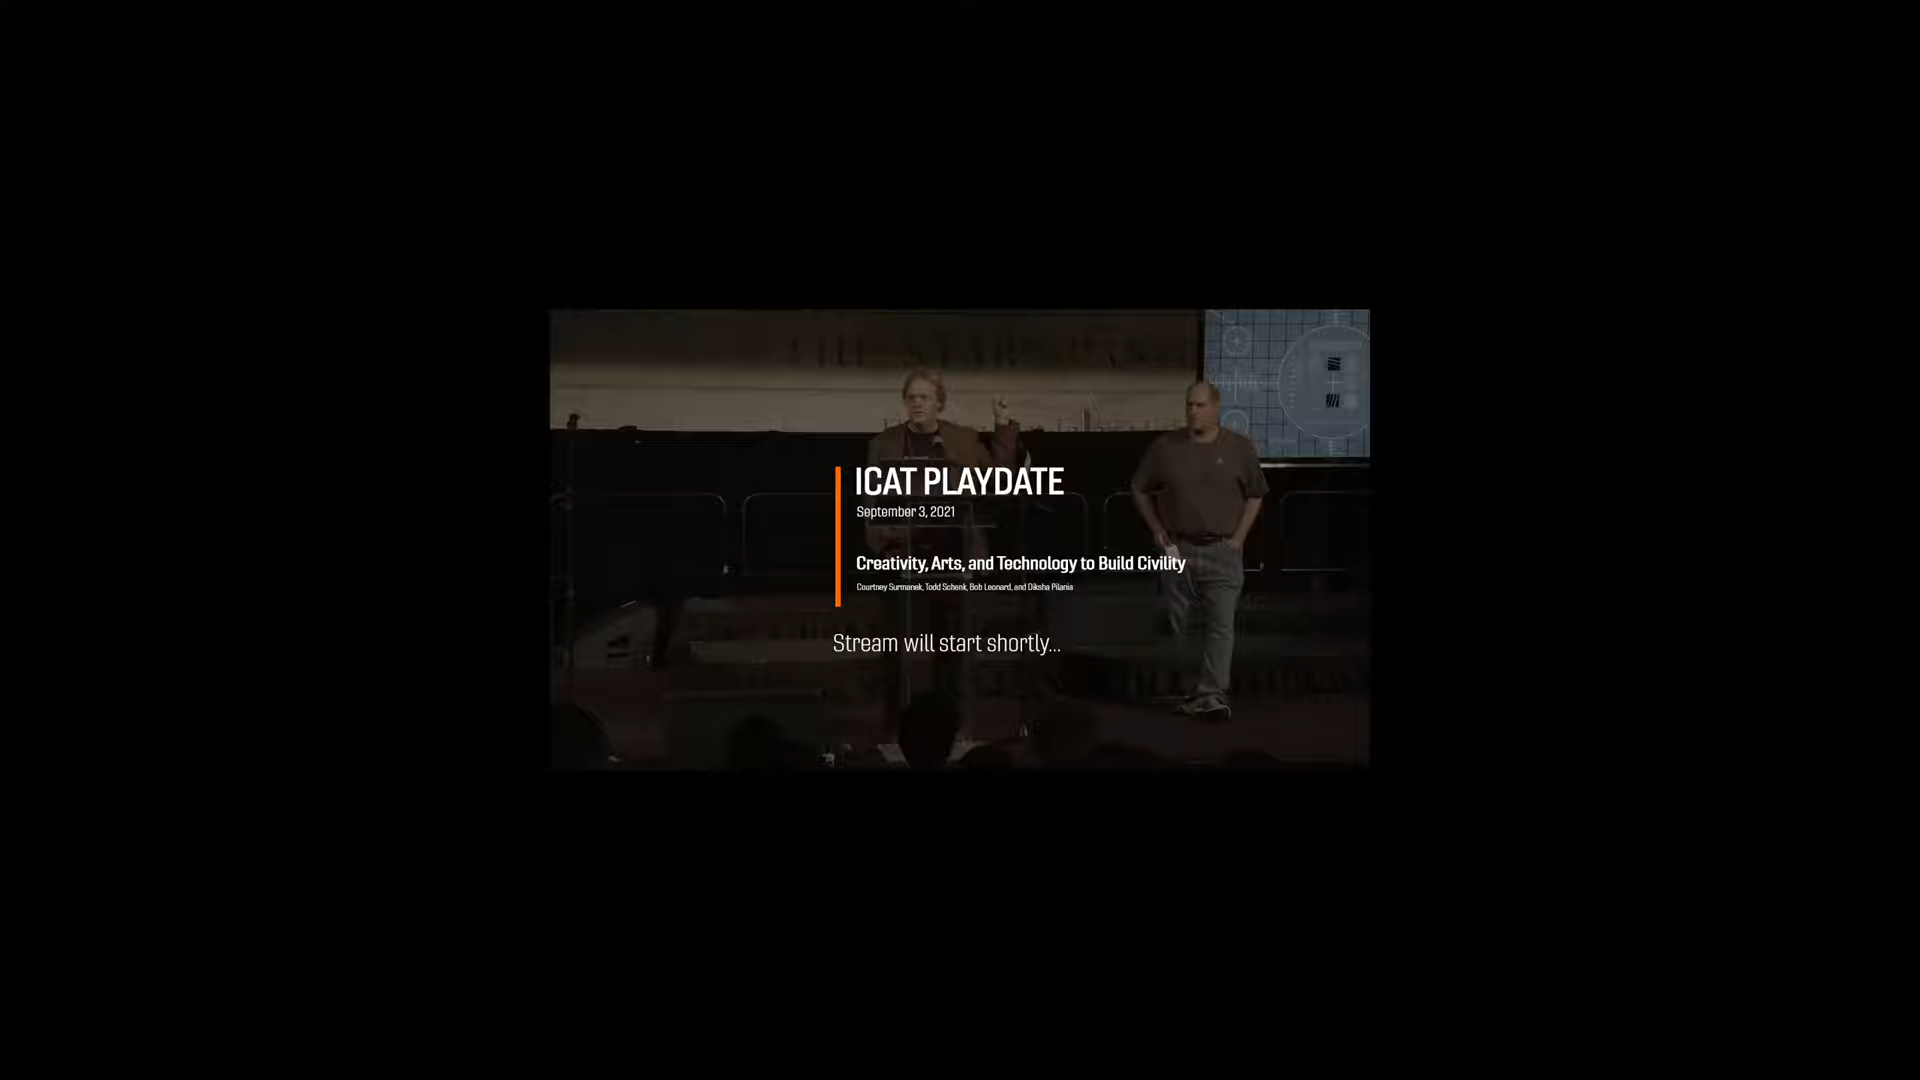 ICAT PLAYDATE
September 3, 2021
Creativity, Arts, and Technology to Build Civility
Courtney Surmanek, Todd Schenk, Bob Leonard, and Diksha Pilania
Stream will start shortly...